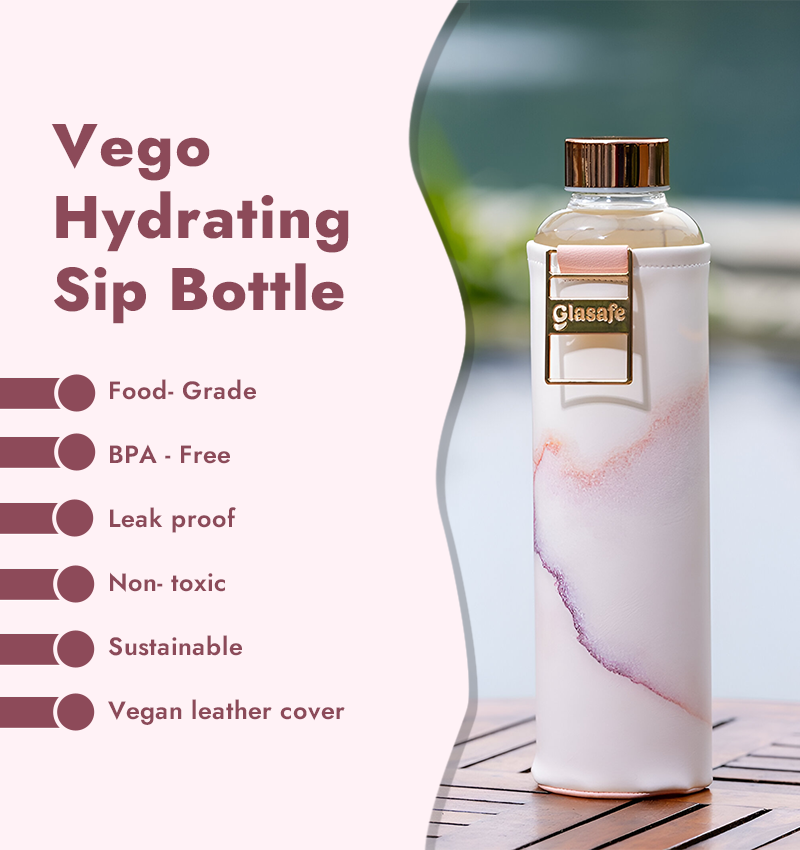 Vego
Hydrating
Sip Bottle
Food- Grade
BPA - Free
Leak proof
Non- toxic
Sustainable
Vegan leather cover
Glasafe